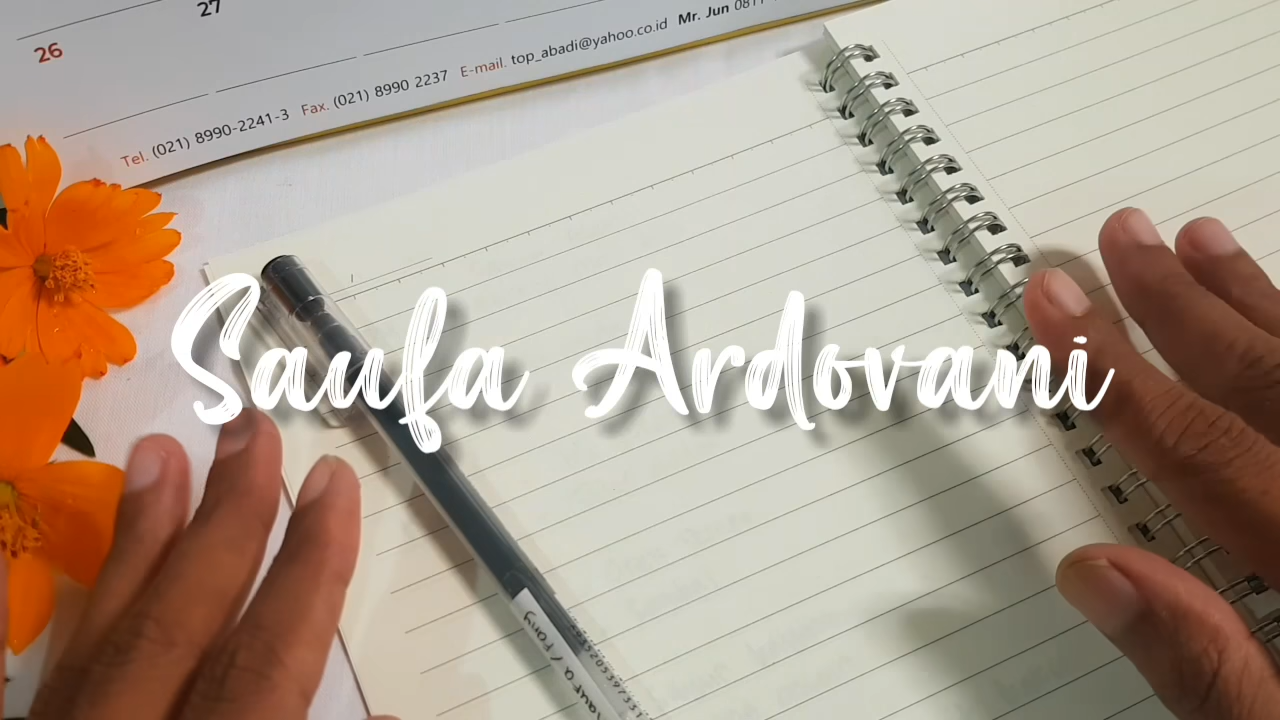 27
26
Tel. (021) 8990-2241-3 Fax. (021) 8990 2237 E-mail. top_abadi@yahoo.co.id Mr. Jun 0811
Saufa Ardovani